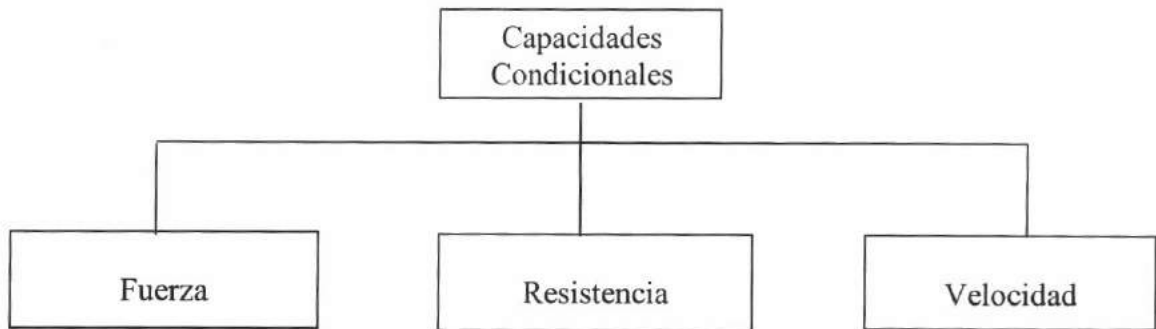 Capacidades
Condicionales
Fuerza
Resistencia
Velocidad